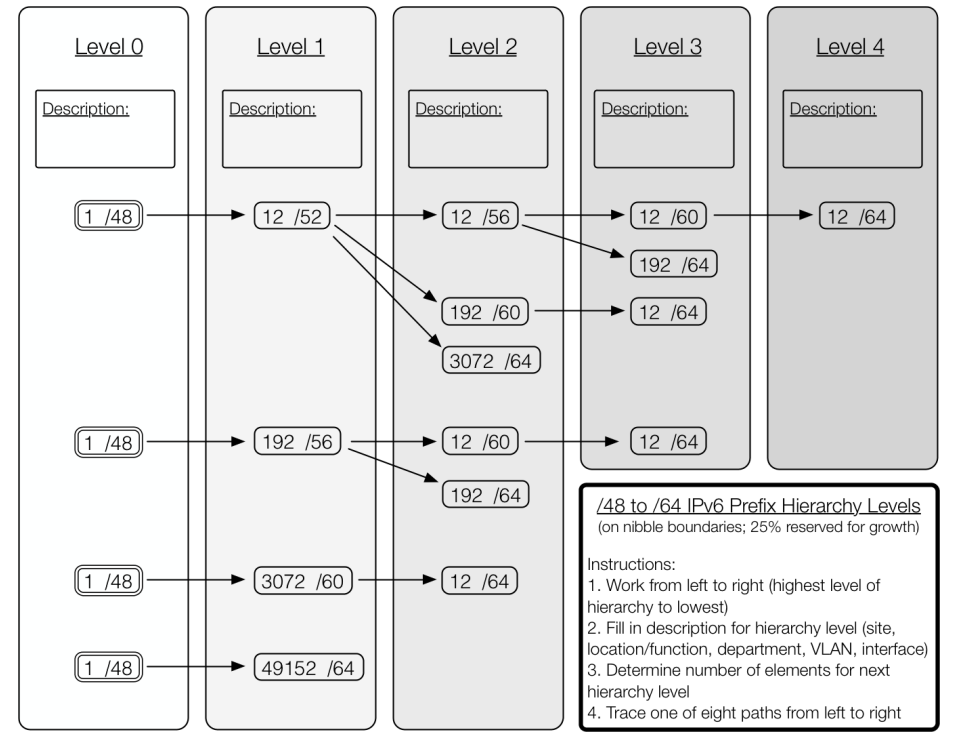 Level 0
Level 1
Level 2
Level 3
Level 4
Description:
Description:
Description:
Description:
Description:
1 /48
12 /52
12 /56
12 /60
12 /64
192 /64
192 /60
12 /64
3072 /64
1 /48
192 /56
12 /60
12 /64
192 /64
1 /48
3072 /60
12 /64
1 /48
49152 /64
/48 to /64 IPv6 Prefix Hierarchy Levels
(on nibble boundaries; 25% reserved for growth)
Instructions:
1. Work from left to right (highest level of
hierarchy to lowest)
2. Fill in description for hierarchy level (site,
location/function, department, VLAN, interface)
3. Determine number of elements for next
hierarchy level
4. Trace one of eight paths from left to right